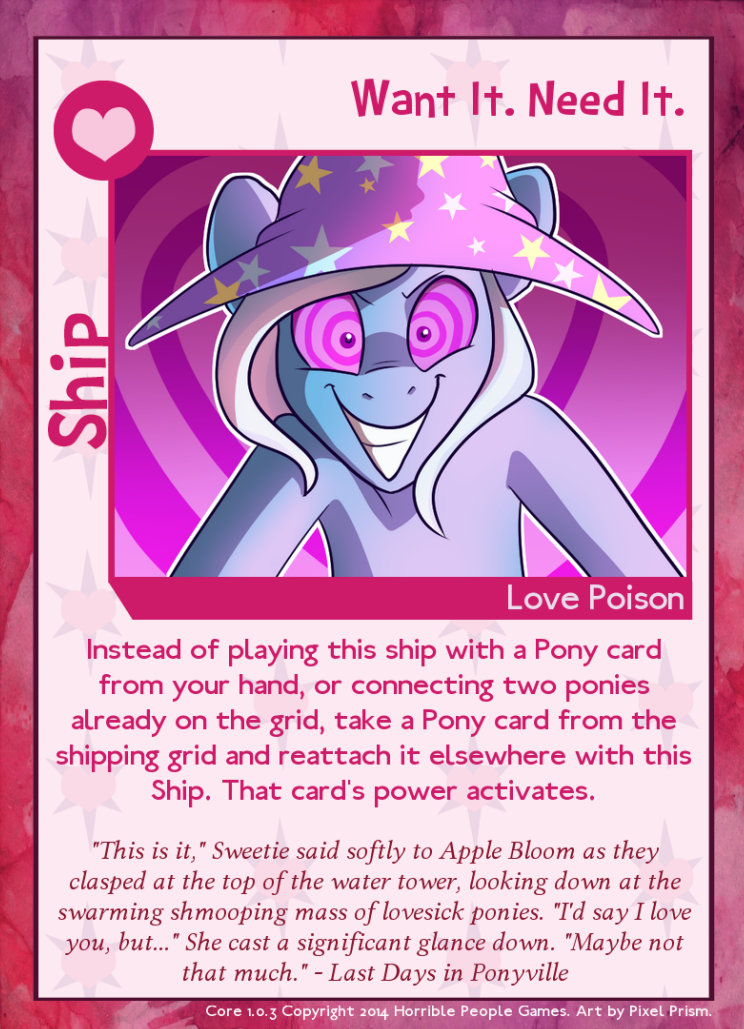 Want It. Need It.
Ship
Love Poison
Instead of playing this ship with a Pony card
from your hand, or connecting two ponies
already on the grid, take a Pony card from the
shipping grid and reattach it elsewhere with this
Ship. That card's power activates.
"This is it," Sweetie said softly to Apple Bloom as they
clasped at the top of the water tower, looking down at the
swarming shmooping mass of lovesick ponies. "I'd say I love
you, but..." She cast a significant glance down. "Maybe not
that much." - Last Days in Ponyville
Core 1.0.3 Copyright 2014 Horrible People Games. Art by Pixel Prism.